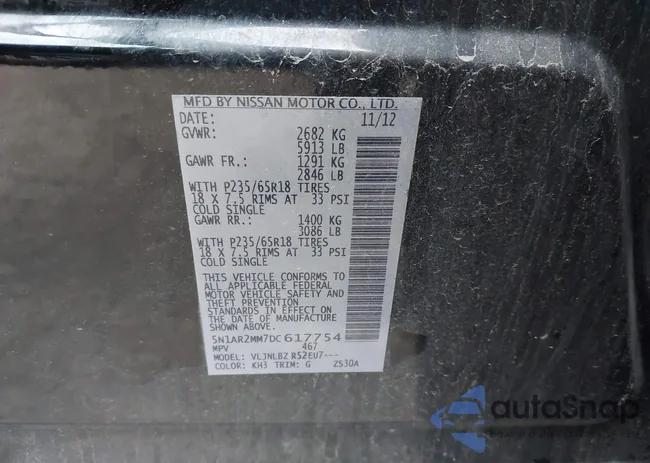 MFD BY NISSAN MOTOR CO., LTD.
DATE: 11/12
GVWR: 2682 KG
5913 LB
GAWR FR.: 1291 KG
2846 LB
WITH P235/65R18 TIRES
18 X 7.5 RIMS AT 33 PSI
COLD SINGLE
GAWR RR.: 1400 KG
3086 LB
WITH P235/65R18 TIRES
18 X 7.5 RIMS AT 33 PSI
COLD SINGLE
THIS VEHICLE CONFORMS TO
ALL APPLICABLE FEDERAL
MOTOR VEHICLE SAFETY AND
THEFT PREVENTION
STANDARDS IN EFFECT ON THE
DATE OF MANUFACTURE
SHOWN ABOVE.
5N1AR2MM7DC617754
MPV 467
MODEL: VLJNLBZ R52EU7---
COLOR: KH3 TRIM: G ZS30A
autoSnap